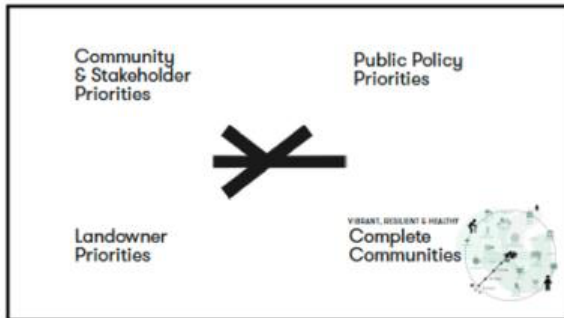 Community
& Stakeholder
Priorities
Public Policy
Priorities
Landowner
Priorities
VIBRANT, RESILIENT & HEALTHY
Complete
Communities